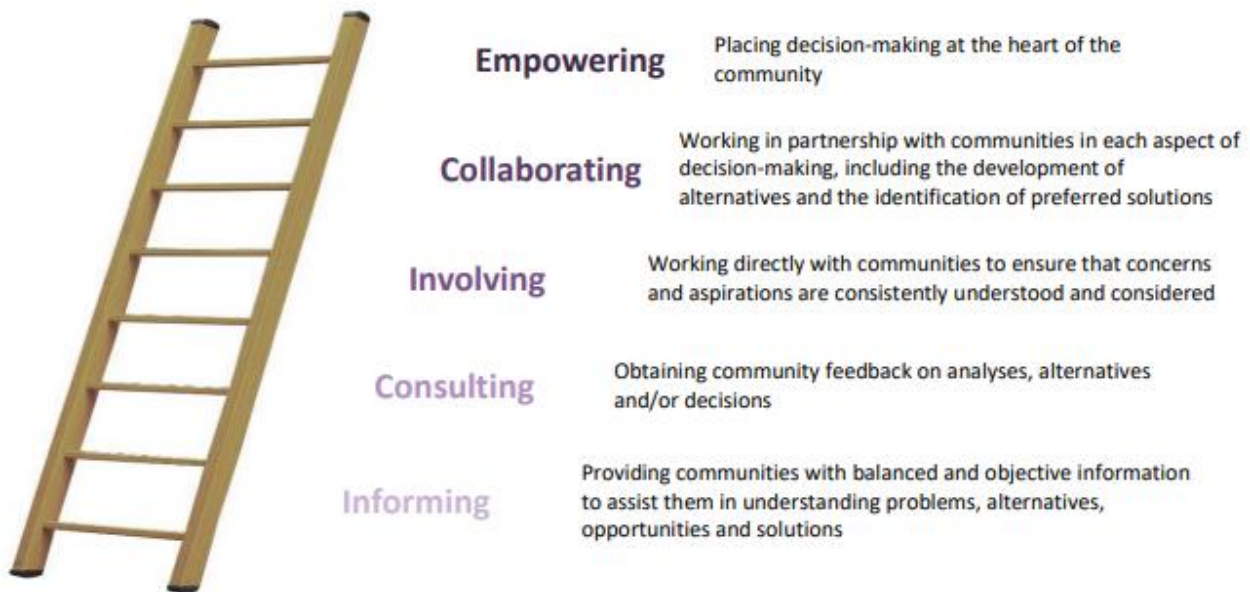 Empowering
Placing decision-making at the heart of the
community
Collaborating
Working in partnership with communities in each aspect of
decision-making, including the development of
alternatives and the identification of preferred solutions
Involving
Working directly with communities to ensure that concerns
and aspirations are consistently understood and considered
Consulting
Obtaining community feedback on analyses, alternatives
and/or decisions
Informing
Providing communities with balanced and objective information
to assist them in understanding problems, alternatives,
opportunities and solutions